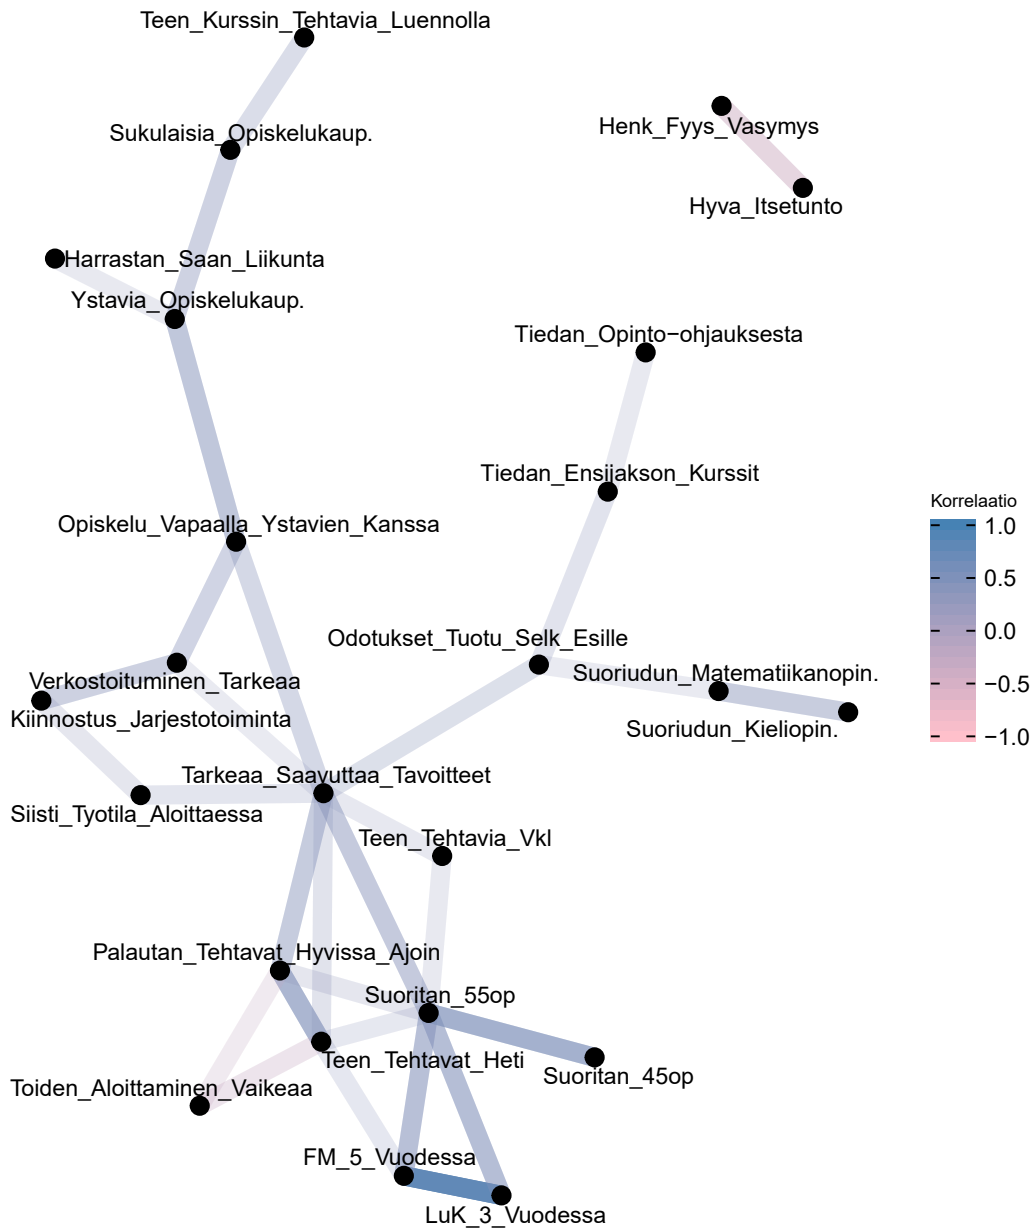 Teen_Kurssin_Tehtavia_Luennolla
Henk_Fyys_Vasymys
Sukulaisia_Opiskelukaup.
Hyva_Itsetunto
Harrastan_Saan_Liikunta
Ystavia_Opiskelukaup.
Tiedan_Opinto−ohjauksesta
Tiedan_Ensijakson_Kurssit
Korrelaatio
1.0
0.5
0.0
−0.5
−1.0
Opiskelu_Vapaalla_Ystavien_Kanssa
Odotukset_Tuotu_Selk_Esille
Suoriudun_Matematiikanopin.
Verkostoituminen_Tarkeaa
Kiinnostus_Jarjestotoiminta
Suoriudun_Kieliopin.
Tarkeaa_Saavuttaa_Tavoitteet
Siisti_Tyotila_Aloittaessa
Teen_Tehtavia_Vkl
Palautan_Tehtavat_Hyvissa_Ajoin
Suoritan_55op
Teen_Tehtavat_Heti
Suoritan_45op
Toiden_Aloittaminen_Vaikeaa
FM_5_Vuodessa
LuK_3_Vuodessa